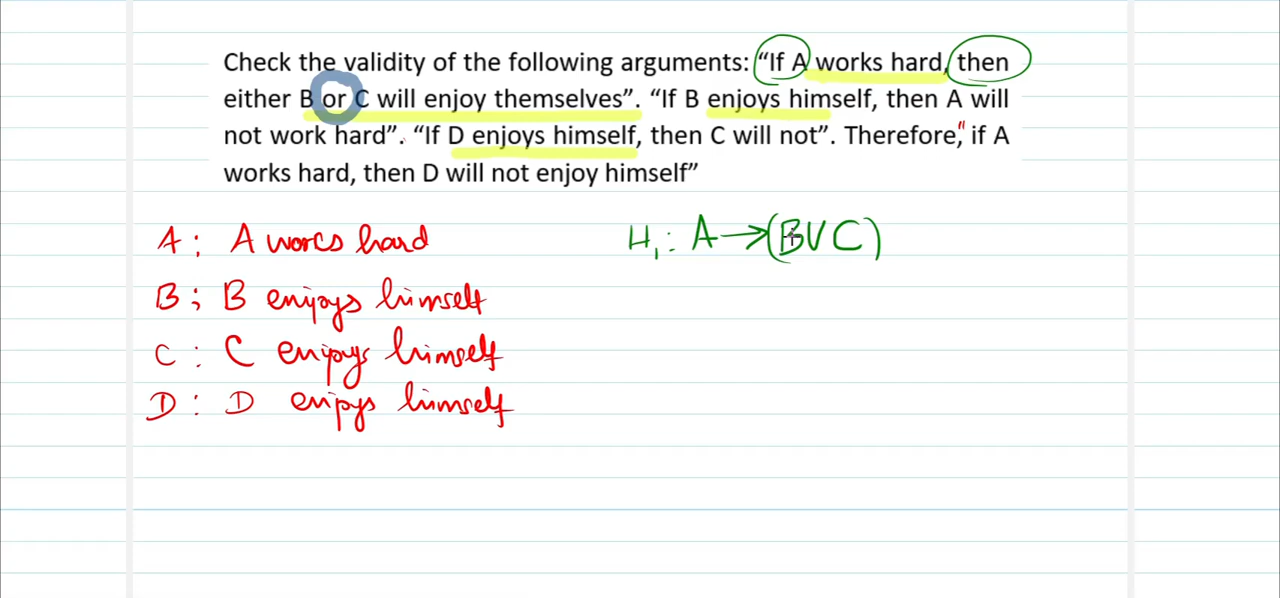 Check the validity of the following arguments: “If A works hard, then
either B or C will enjoy themselves”. “If B enjoys himself, then A will
not work hard”. “If D enjoys himself, then C will not”. Therefore," if A
works hard, then D will not enjoy himself”
A : A worcs hard
H₁ : A → (B ∨ C)
B ; B enjoys himself
C : C enjoys himself
D : D enjoys himself